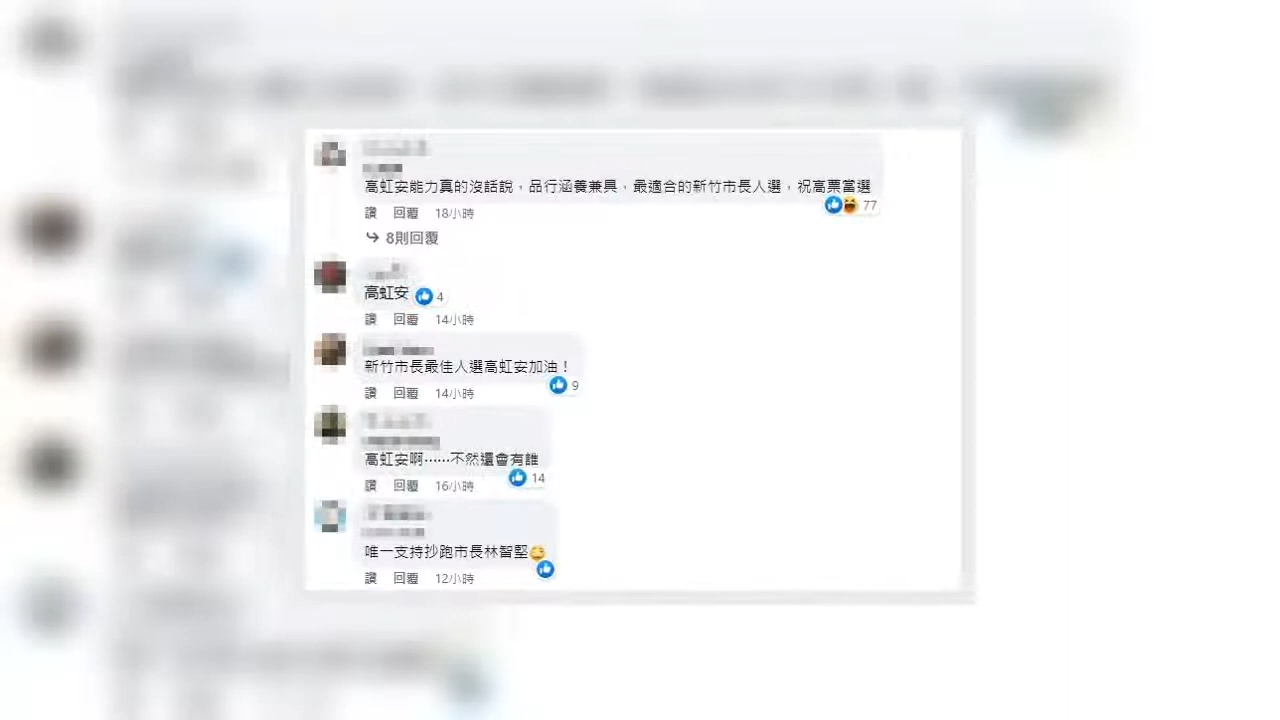 高虹安能力真的沒話說，品行涵養兼具，最適合的新竹市長人選，祝高票當選
77
讚 回覆 18小時
8則回覆
高虹安 4
讚 回覆 14小時
新竹市長最佳人選高虹安加油！
9
讚 回覆 14小時
高虹安啊⋯⋯不然還會有誰
14
讚 回覆 16小時
唯一支持抄跑市長林智堅
讚 回覆 12小時